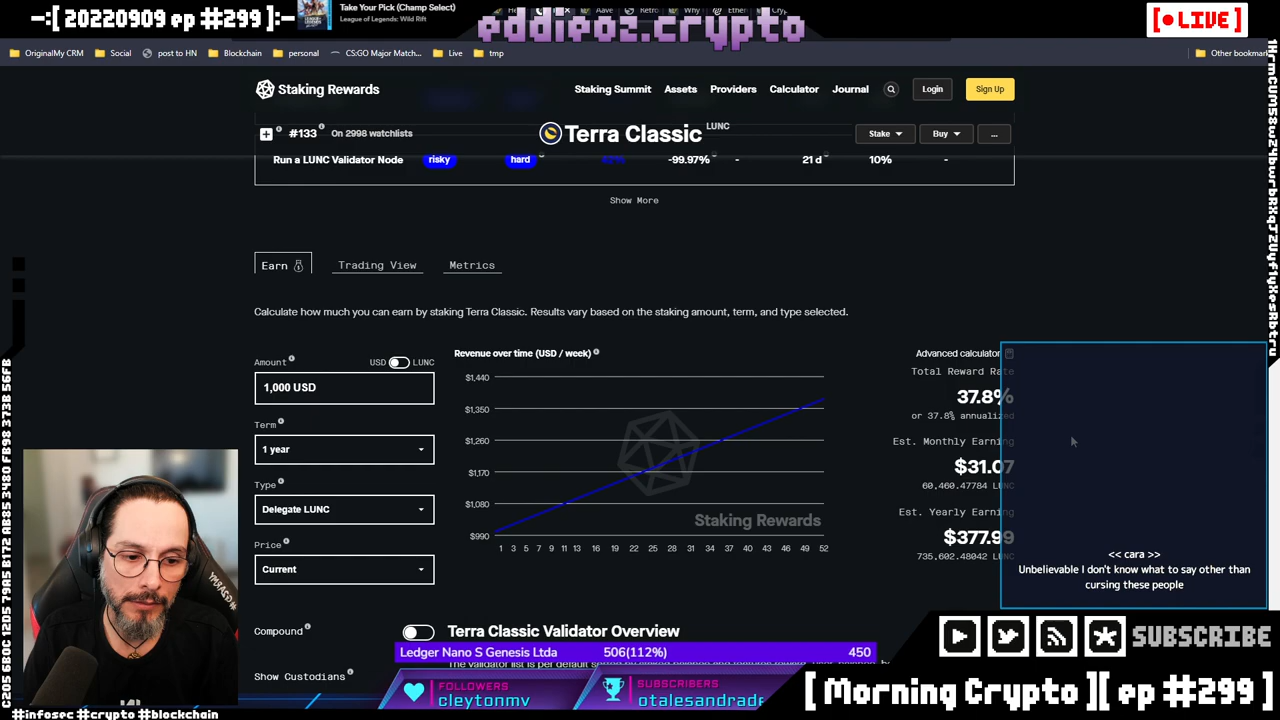 -:[ 20220909 ep #299 ]:-
Take Your Pick (Champ Select)
League of Legends: Wild Rift
eddieoz.crypto
[ LIVE ]
OriginalMy CRM
Social
post to HN
Blockchain
personal
CS:GO Major Match...
Live
tmp
Other bookmar
Staking Rewards
Staking Summit
Assets
Providers
Calculator
Journal
Login
Sign Up
#133
On 2998 watchlists
Terra Classic LUNC
Stake
Buy
...
Run a LUNC Validator Node risky hard -99.97% - 21 d 10% -
Show More
Earn
Trading View
Metrics
Calculate how much you can earn by staking Terra Classic. Results vary based on the staking amount, term, and type selected.
Amount
USD LUNC
1,000 USD
Term
1 year
Type
Delegate LUNC
Price
Current
Compound
Show Custodians
Revenue over time (USD / week)
$1,440
$1,350
$1,260
$1,170
$1,080
$990
1 3 5 7 9 11 13 16 19 22 25 28 31 34 37 40 43 46 49 52
Staking Rewards
Advanced calculator
Total Reward Rate
37.8%
or 37.8% annualized
Est. Monthly Earning
$31.07
60,460.47784 LUNC
Est. Yearly Earning
$377.99
735,602.48042 LUNC
<< cara >>
Unbelievable I don't know what to say other than
cursing these people
Terra Classic Validator Overview
Ledger Nano S Genesis Ltda 506(112%) 450
FOLLOWERS
cleytonmv
SUBSCRIBERS
otalesandrade
SUBSCRIBE
[ Morning Crypto ][ ep #299 ]
#infosec #crypto #blockchain